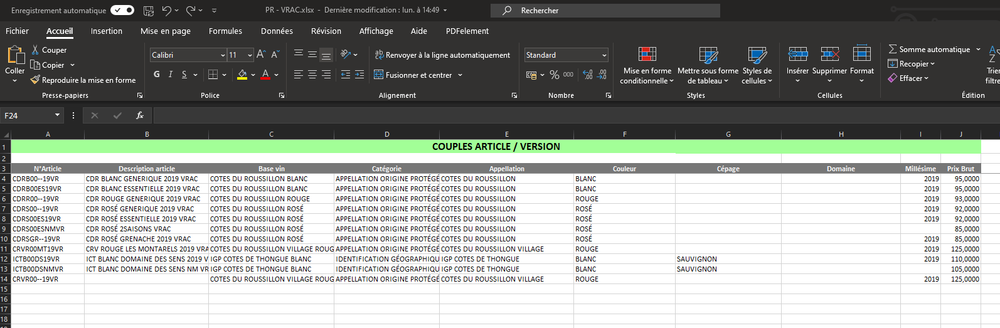 Enregistrement automatique PR - VRAC.xlsx - Dernière modification : lun. à 14:49 Rechercher
Fichier Accueil Insertion Mise en page Formules Données Révision Affichage Aide PDFelement
Coller
Couper
Copier
Reproduire la mise en forme
Presse-papiers
Calibri 11
G I S
A
Police
Renvoyer à la ligne automatiquement
Fusionner et centrer
Alignement
Standard
% 000
Nombre
Mise en forme conditionnelle
Mettre sous forme de tableau
Styles de cellules
Styles
Insérer Supprimer Format
Cellules
Somme automatique
Recopier
Effacer
Trier
filtre
Édition
F24 fx
A B C D E F G H I J
1 COUPLES ARTICLE / VERSION
2
3 N°Article Description article Base vin Catégorie Appellation Couleur Cépage Domaine Millésime Prix Brut
4 CDRB00--19VR CDR BLANC GENERIQUE 2019 VRAC COTES DU ROUSSILLON BLANC APPELLATION ORIGINE PROTÉGÉ COTES DU ROUSSILLON BLANC 2019 95,0000
5 CDRB00ES19VR CDR BLANC ESSENTIELLE 2019 VRAC COTES DU ROUSSILLON BLANC APPELLATION ORIGINE PROTÉGÉ COTES DU ROUSSILLON BLANC 2019 95,0000
6 CDRR00--19VR CDR ROUGE GENERIQUE 2019 VRAC COTES DU ROUSSILLON ROUGE APPELLATION ORIGINE PROTÉGÉ COTES DU ROUSSILLON ROUGE 2019 93,0000
7 CDRS00--19VR CDR ROSÉ GENERIQUE 2019 VRAC COTES DU ROUSSILLON ROSÉ APPELLATION ORIGINE PROTÉGÉ COTES DU ROUSSILLON ROSÉ 2019 92,0000
8 CDRS00ES19VR CDR ROSÉ ESSENTIELLE 2019 VRAC COTES DU ROUSSILLON ROSÉ APPELLATION ORIGINE PROTÉGÉ COTES DU ROUSSILLON ROSÉ 2019 92,0000
9 CDRS00ESNMVR CDR ROSÉ 2SAISONS VRAC COTES DU ROUSSILLON ROSÉ APPELLATION ORIGINE PROTÉGÉ COTES DU ROUSSILLON ROSÉ 85,0000
10 CDRSGR--19VR CDR ROSÉ GRENACHE 2019 VRAC COTES DU ROUSSILLON ROSÉ APPELLATION ORIGINE PROTÉGÉ COTES DU ROUSSILLON ROSÉ 2019 85,0000
11 CRVR00MT19VR CRV ROUGE LES MONTARELS 2019 VRA COTES DU ROUSSILLON VILLAGE ROUG APPELLATION ORIGINE PROTÉGÉ COTES DU ROUSSILLON VILLAGE ROUGE 2019 125,0000
12 ICTB00DS19VR ICT BLANC DOMAINE DES SENS 2019 V IGP COTES DE THONGUE BLANC IDENTIFICATION GÉOGRAPHIQU IGP COTES DE THONGUE BLANC SAUVIGNON 2019 110,0000
13 ICTB00DSNMVR ICT BLANC DOMAINE DES SENS NM VR IGP COTES DE THONGUE BLANC IDENTIFICATION GÉOGRAPHIQU IGP COTES DE THONGUE BLANC SAUVIGNON 105,0000
14 CRVR00--19VR COTES DU ROUSSILLON VILLAGE ROUG APPELLATION ORIGINE PROTÉGÉ COTES DU ROUSSILLON VILLAGE ROUGE 2019 125,0000
15
16
17
18